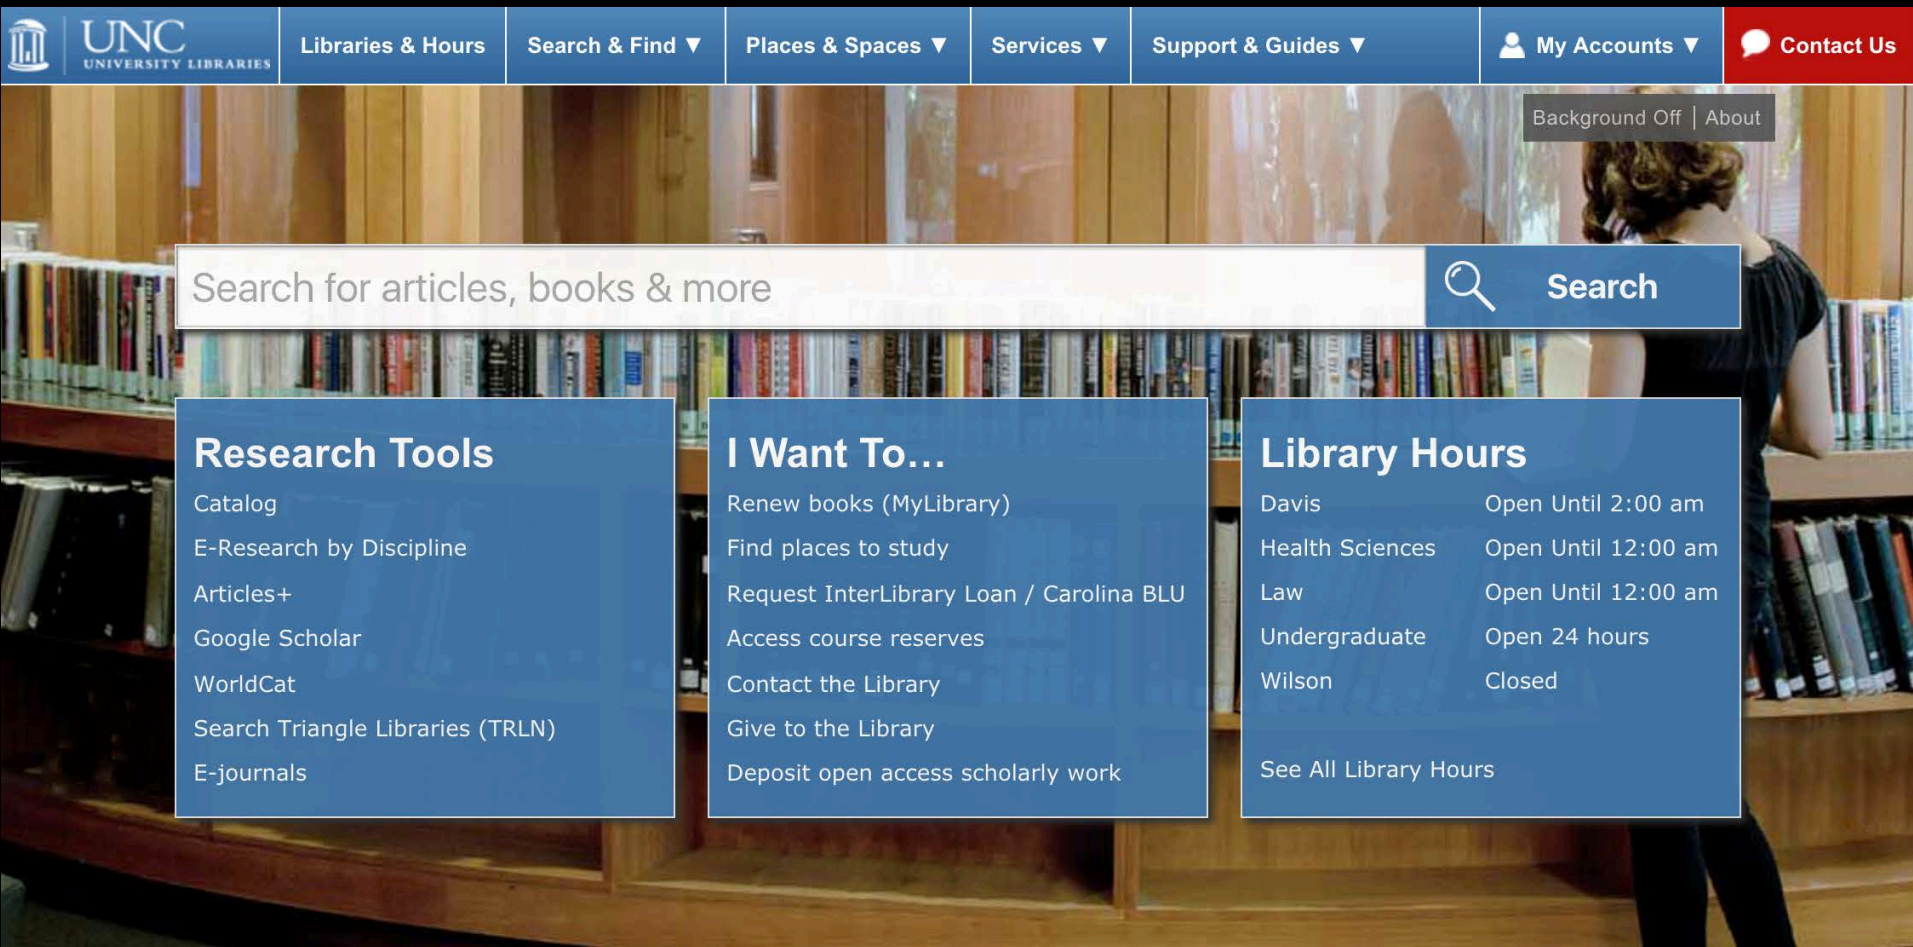 UNC
UNIVERSITY LIBRARIES
Libraries & Hours
Search & Find ▼
Places & Spaces ▼
Services ▼
Support & Guides ▼
My Accounts ▼
Contact Us
Background Off | About
Search for articles, books & more
Search
Research Tools
Catalog
E-Research by Discipline
Articles+
Google Scholar
WorldCat
Search Triangle Libraries (TRLN)
E-journals
I Want To...
Renew books (MyLibrary)
Find places to study
Request InterLibrary Loan / Carolina BLU
Access course reserves
Contact the Library
Give to the Library
Deposit open access scholarly work
Library Hours
Davis Open Until 2:00 am
Health Sciences Open Until 12:00 am
Law Open Until 12:00 am
Undergraduate Open 24 hours
Wilson Closed
See All Library Hours